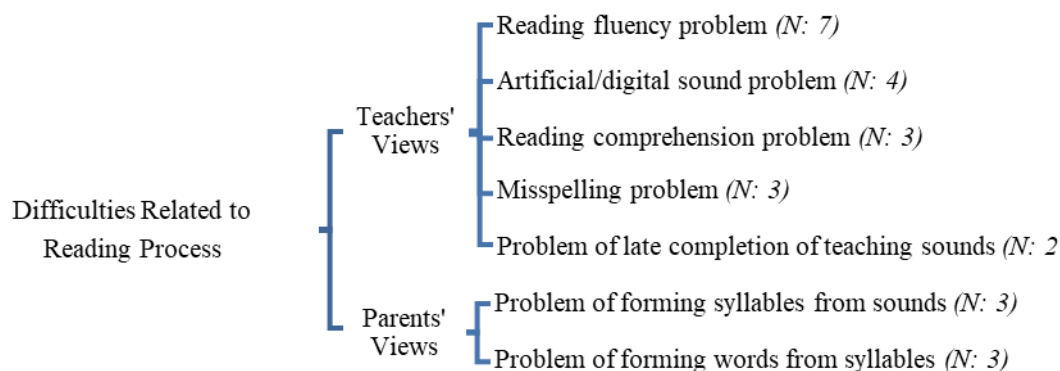 Difficulties Related to
Reading Process
Teachers'
Views
Reading fluency problem (N: 7)
Artificial/digital sound problem (N: 4)
Reading comprehension problem (N: 3)
Misspelling problem (N: 3)
Problem of late completion of teaching sounds (N: 2
Parents'
Views
Problem of forming syllables from sounds (N: 3)
Problem of forming words from syllables (N: 3)